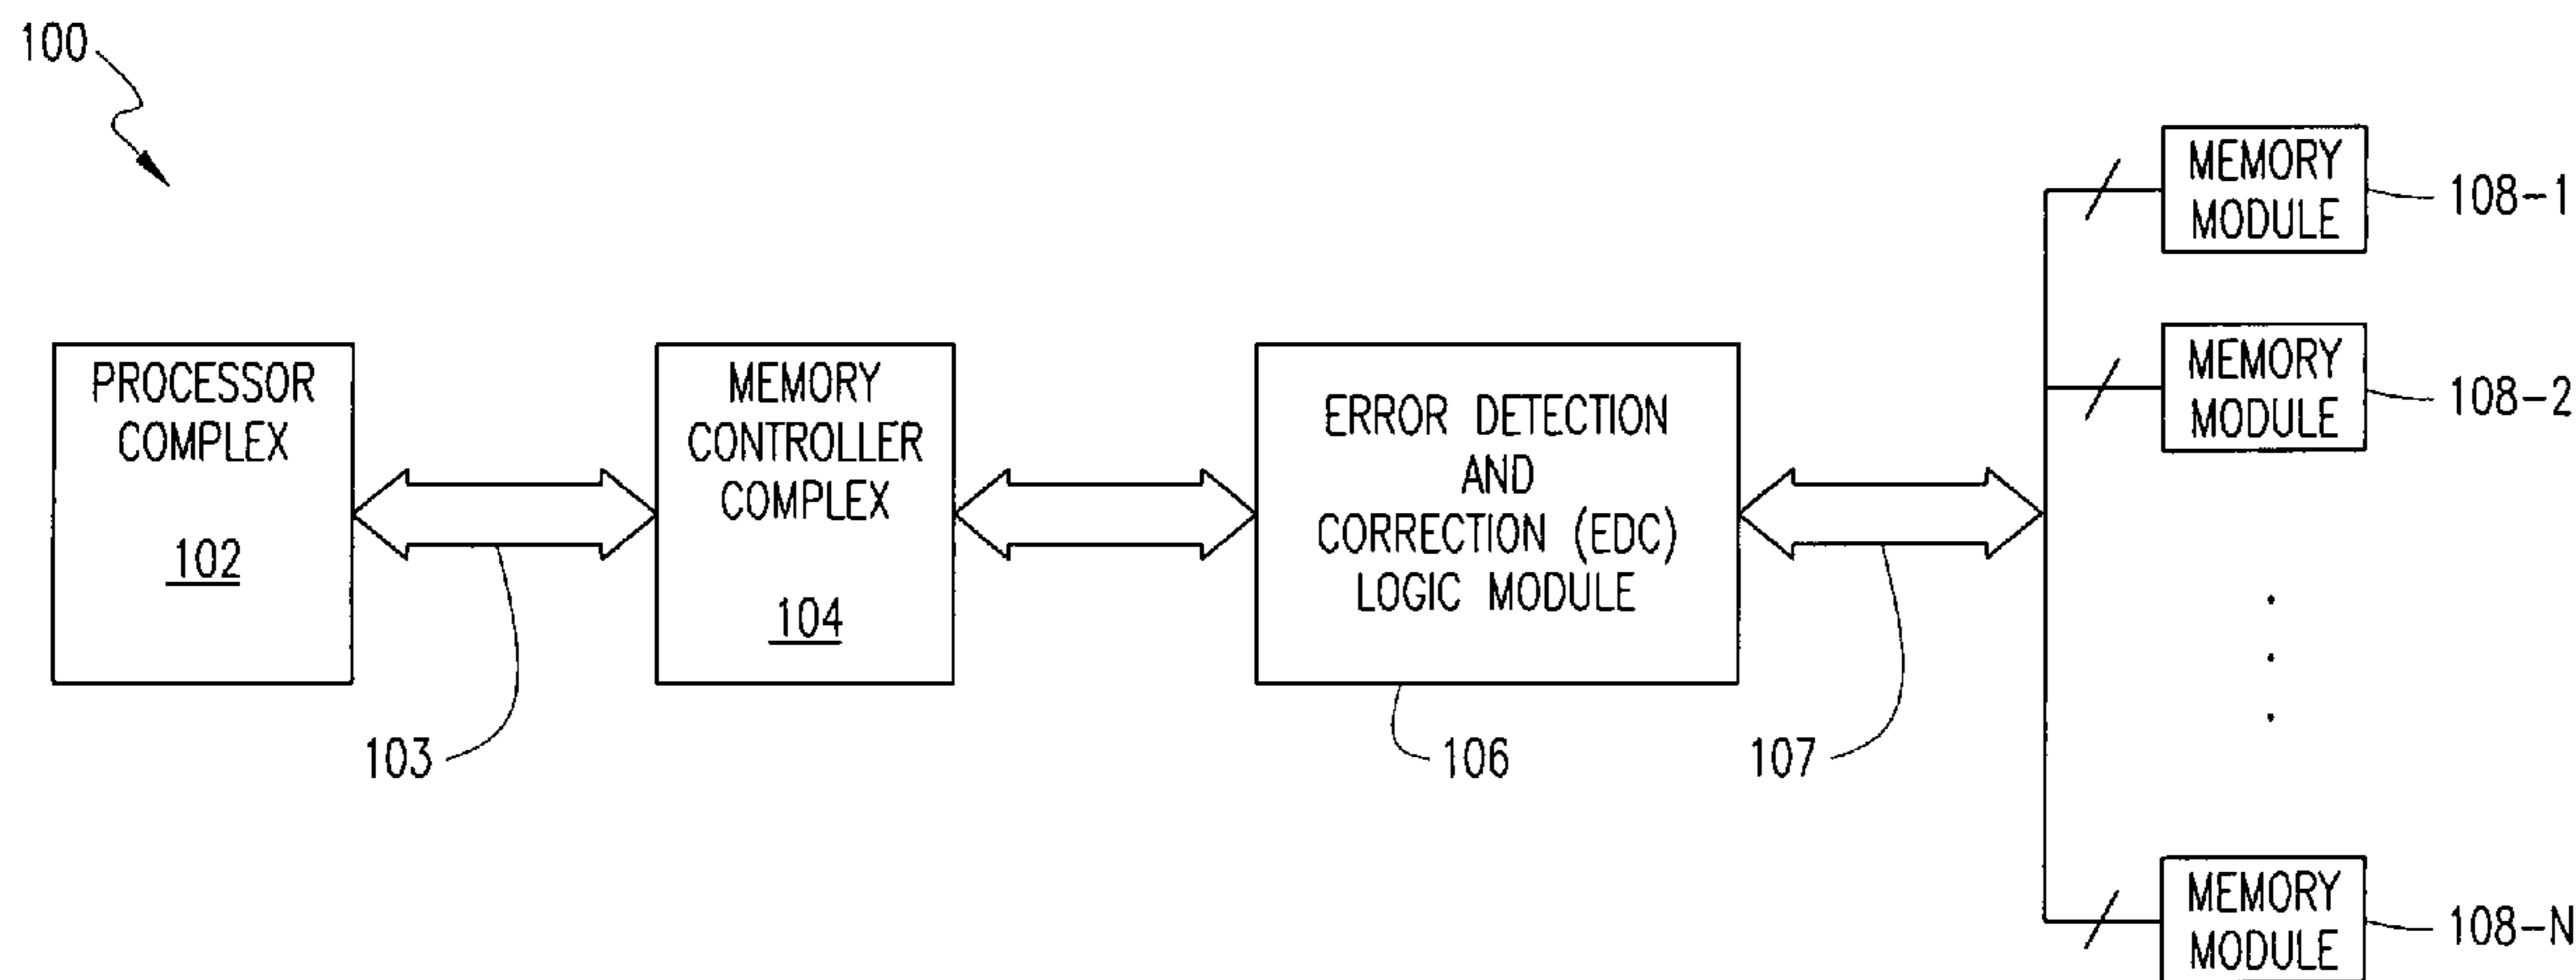 100
PROCESSOR
COMPLEX
102
103
MEMORY
CONTROLLER
COMPLEX
104
ERROR DETECTION
AND
CORRECTION (EDC)
LOGIC MODULE
106
107
MEMORY
MODULE
108-1
MEMORY
MODULE
108-2
MEMORY
MODULE
108-N